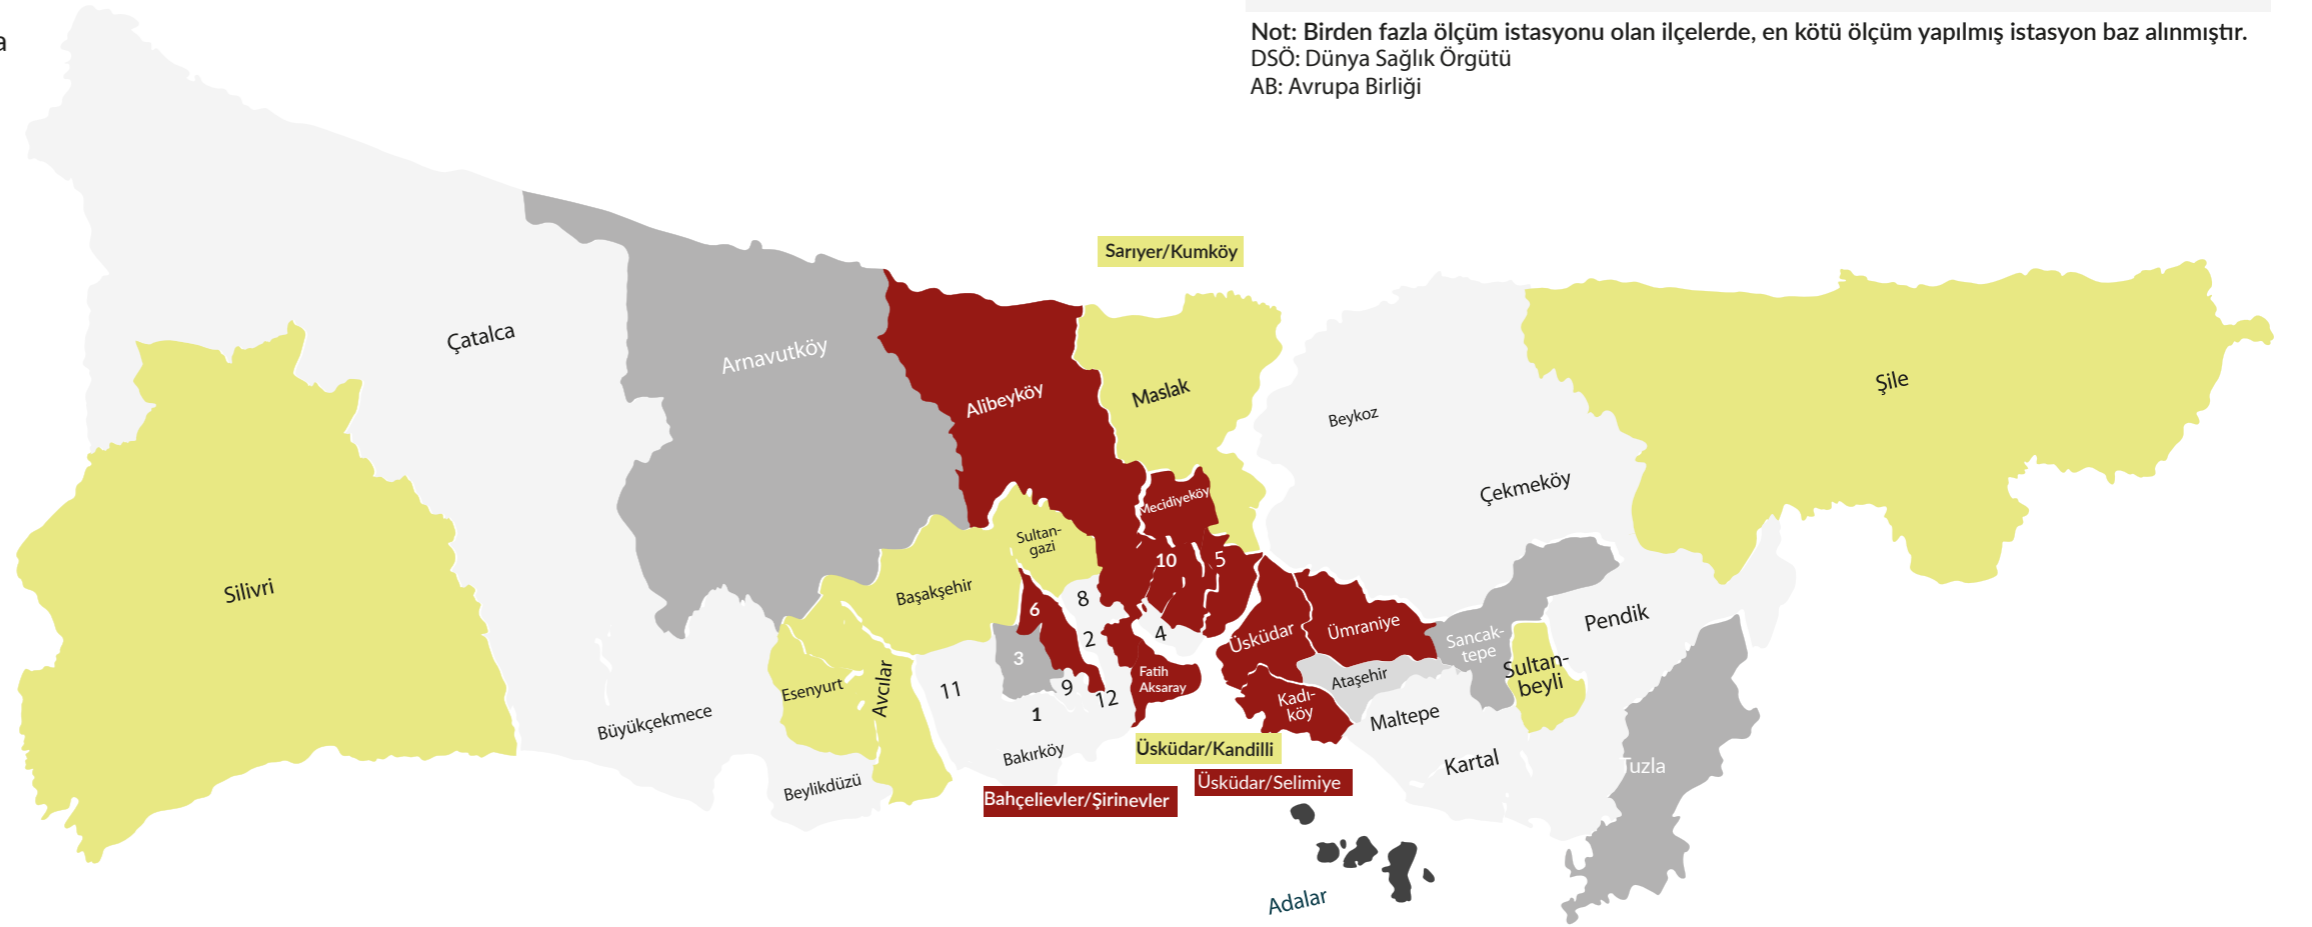 a
Not: Birden fazla ölçüm istasyonu olan ilçelerde, en kötü ölçüm yapılmış istasyon baz alınmıştır.
DSÖ: Dünya Sağlık Örgütü
AB: Avrupa Birliği
Sarıyer/Kumköy
Çatalca
Arnavutköy
Alibeyköy
Maslak
Beykoz
Şile
Çekmeköy
Mecidiyeköy
Sultan-
gazi
Silivri
Başakşehir
10
5
6
8
2
4
3
Üsküdar
Ümraniye
Sancak-
tepe
Pendik
Sultan-
beyli
Esenyurt
Avcılar
11
9
12
1
Fatih
Aksaray
Ataşehir
Kadı-
köy
Maltepe
Büyükçekmece
Bakırköy
Beylikdüzü
Kartal
Tuzla
Üsküdar/Kandilli
Üsküdar/Selimiye
Bahçelievler/Şirinevler
Adalar